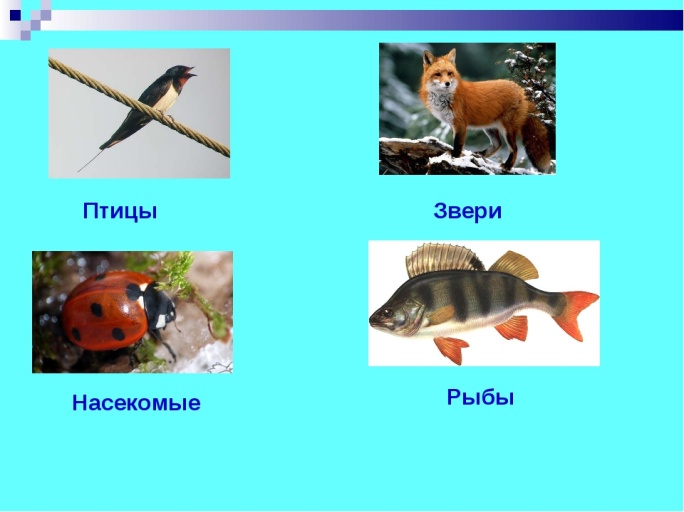 Птицы
Звери
Насекомые
Рыбы